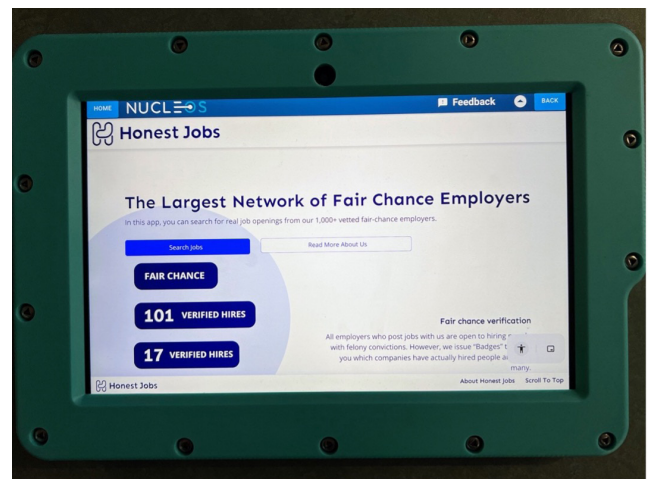 HOME NUCLEOS Feedback BACK
Honest Jobs
The Largest Network of Fair Chance Employers
In this app, you can search for real job openings from our 1,000+ vetted fair-chance employers.
Search Jobs Read More About Us
FAIR CHANCE
101 VERIFIED HIRES
17 VERIFIED HIRES
Fair chance verification
All employers who post jobs with us are open to hiring
with felony convictions. However, we issue "Badges"
you which companies have actually hired people
many.
Honest Jobs About Honest Jobs Scroll To Top